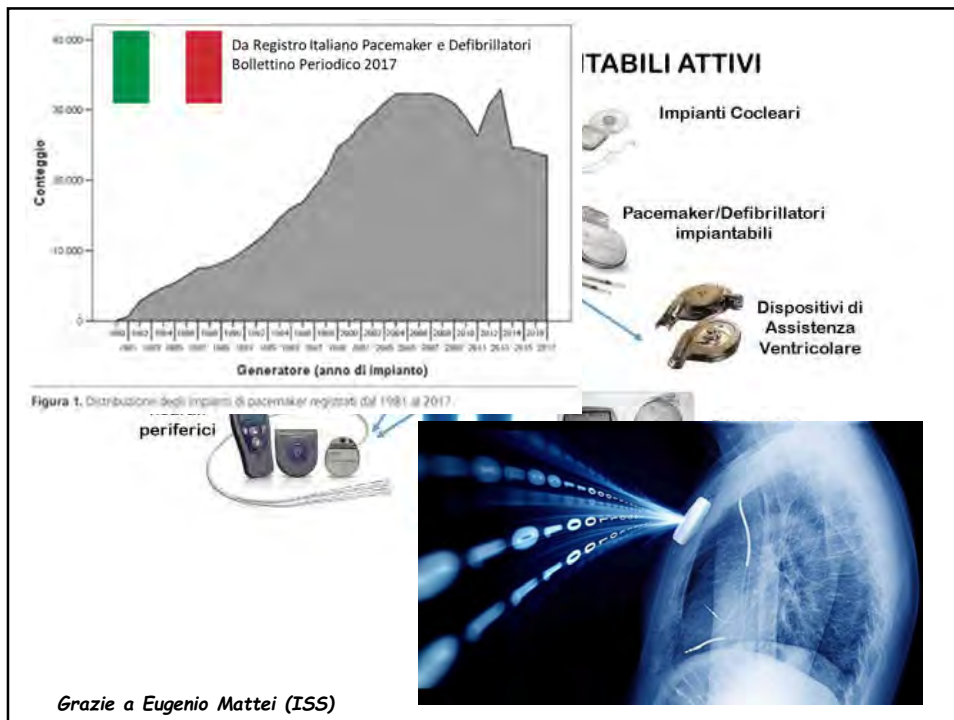 Da Registro Italiano Pacemaker e Defibrillatori
Bollettino Periodico 2017
TABILI ATTIVI
Impianti Cocleari
Pacemaker/Defibrillatori
impiantabili
Dispositivi di
Assistenza
Ventricolare
Conteggio
40.000
30.000
20.000
10.000
0
Generatore (anno di impianto)
Figura 1. Distribuzione degli impianti di pacemaker registrati dal 1981 al 2017.
periferici
Grazie a Eugenio Mattei (ISS)